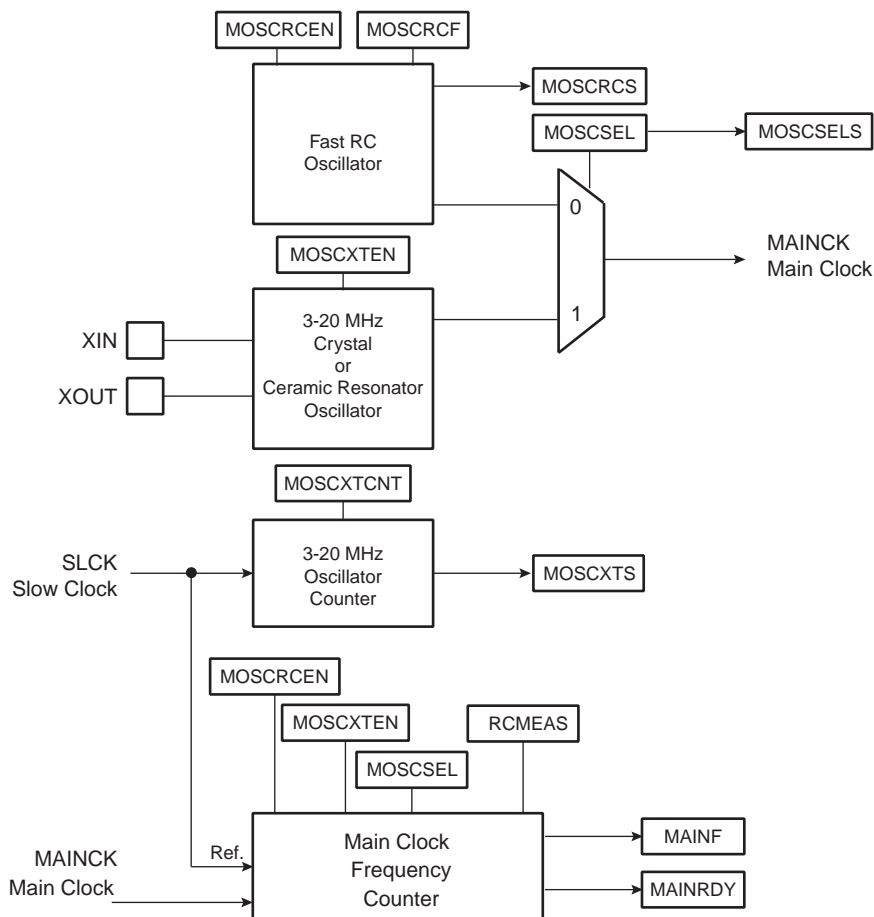 MOSCRCEN
MOSCRCF
MOSCRCS
Fast RC
Oscillator
MOSCSEL
MOSCSELS
0
MAINCK
Main Clock
MOSCXTEN
3-20 MHz
Crystal
or
Ceramic Resonator
Oscillator
1
XIN
XOUT
MOSCXTCNT
SLCK
Slow Clock
3-20 MHz
Oscillator
Counter
MOSCXTS
MOSCRCEN
MOSCXTEN
RCMEAS
MOSCSEL
Main Clock
Frequency
Counter
MAINF
Ref.
MAINCK
Main Clock
MAINRDY